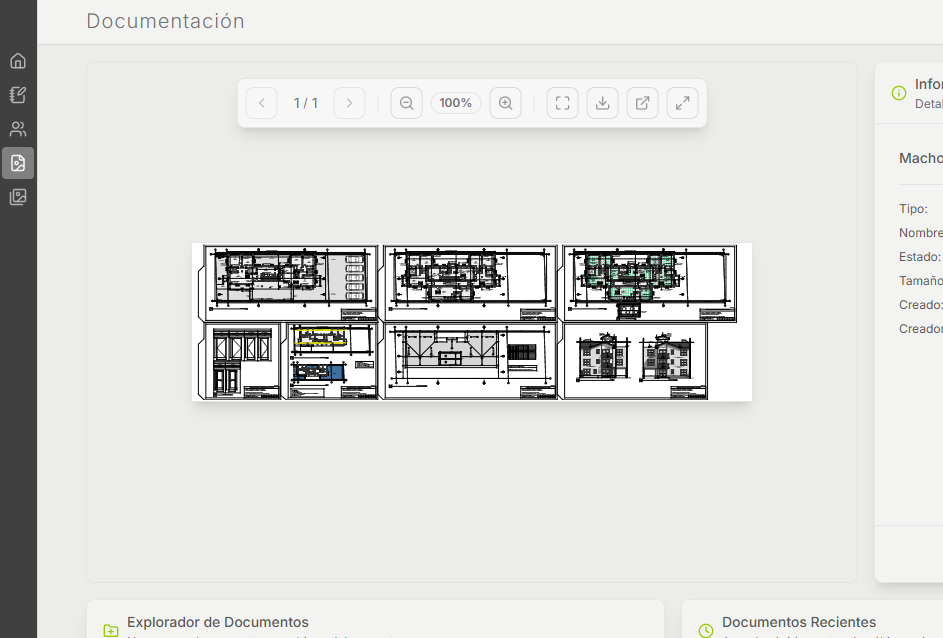 Documentación
1 / 1
100%
Infor
Detal
Macho
Tipo:
Nombre
Estado:
Tamaño
Creado:
Creador
Explorador de Documentos
Documentos Recientes